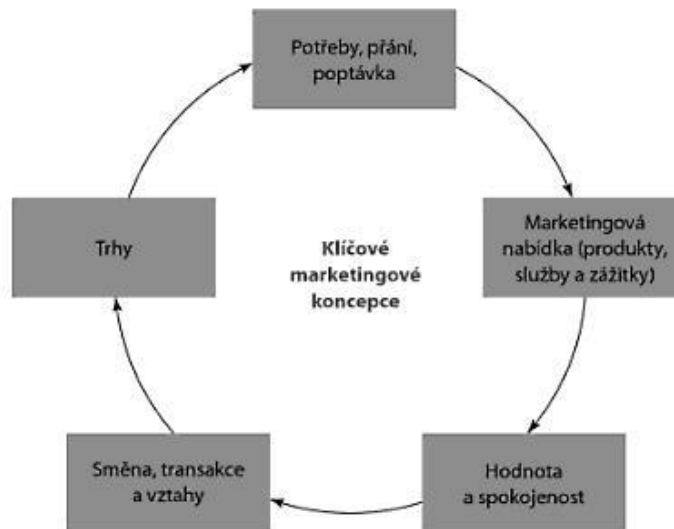 Potřeby, přání,
poptávka
Marketingová
nabídka (produkty,
služby a zážitky)
Hodnota
a spokojenost
Směna, transakce
a vztahy
Trhy
Klíčové
marketingové
koncepce